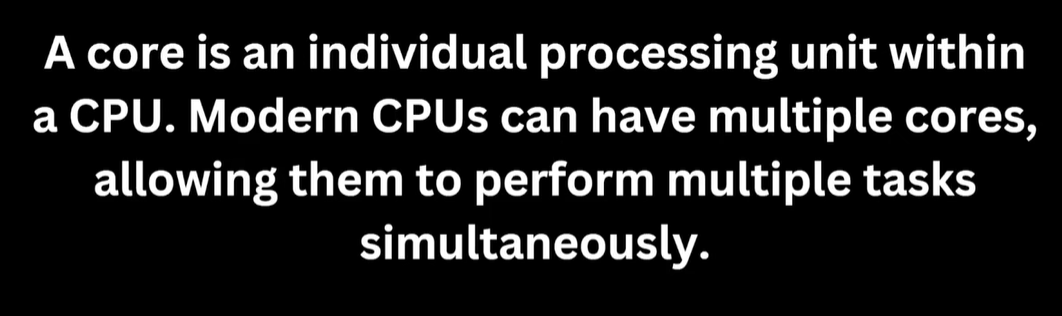 A core is an individual processing unit within
a CPU. Modern CPUs can have multiple cores,
allowing them to perform multiple tasks
simultaneously.